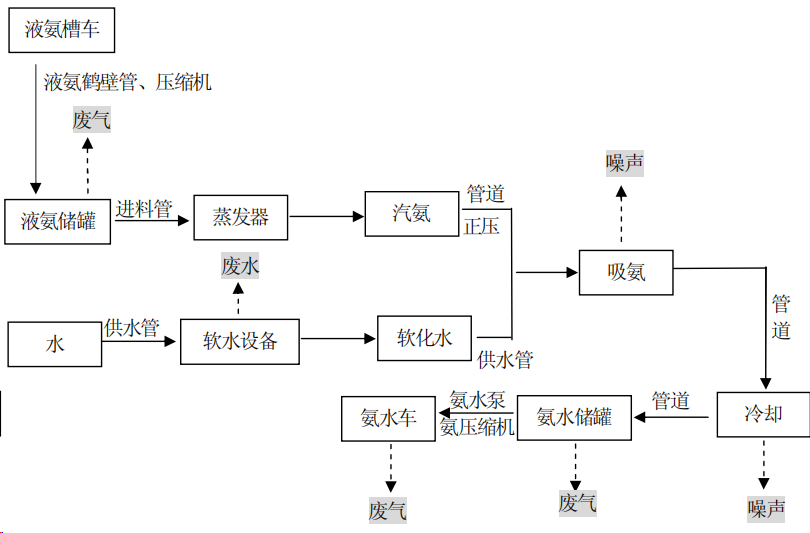 液氨槽车
液氨鹤壁管、压缩机
废气
噪声
液氨储罐
进料管
蒸发器
汽氨
管道
正压
吸氨
废水
水
供水管
软水设备
软化水
供水管
管
道
氨水车
氨水泵
氨压缩机
氨水储罐
管道
冷却
废气
废气
噪声